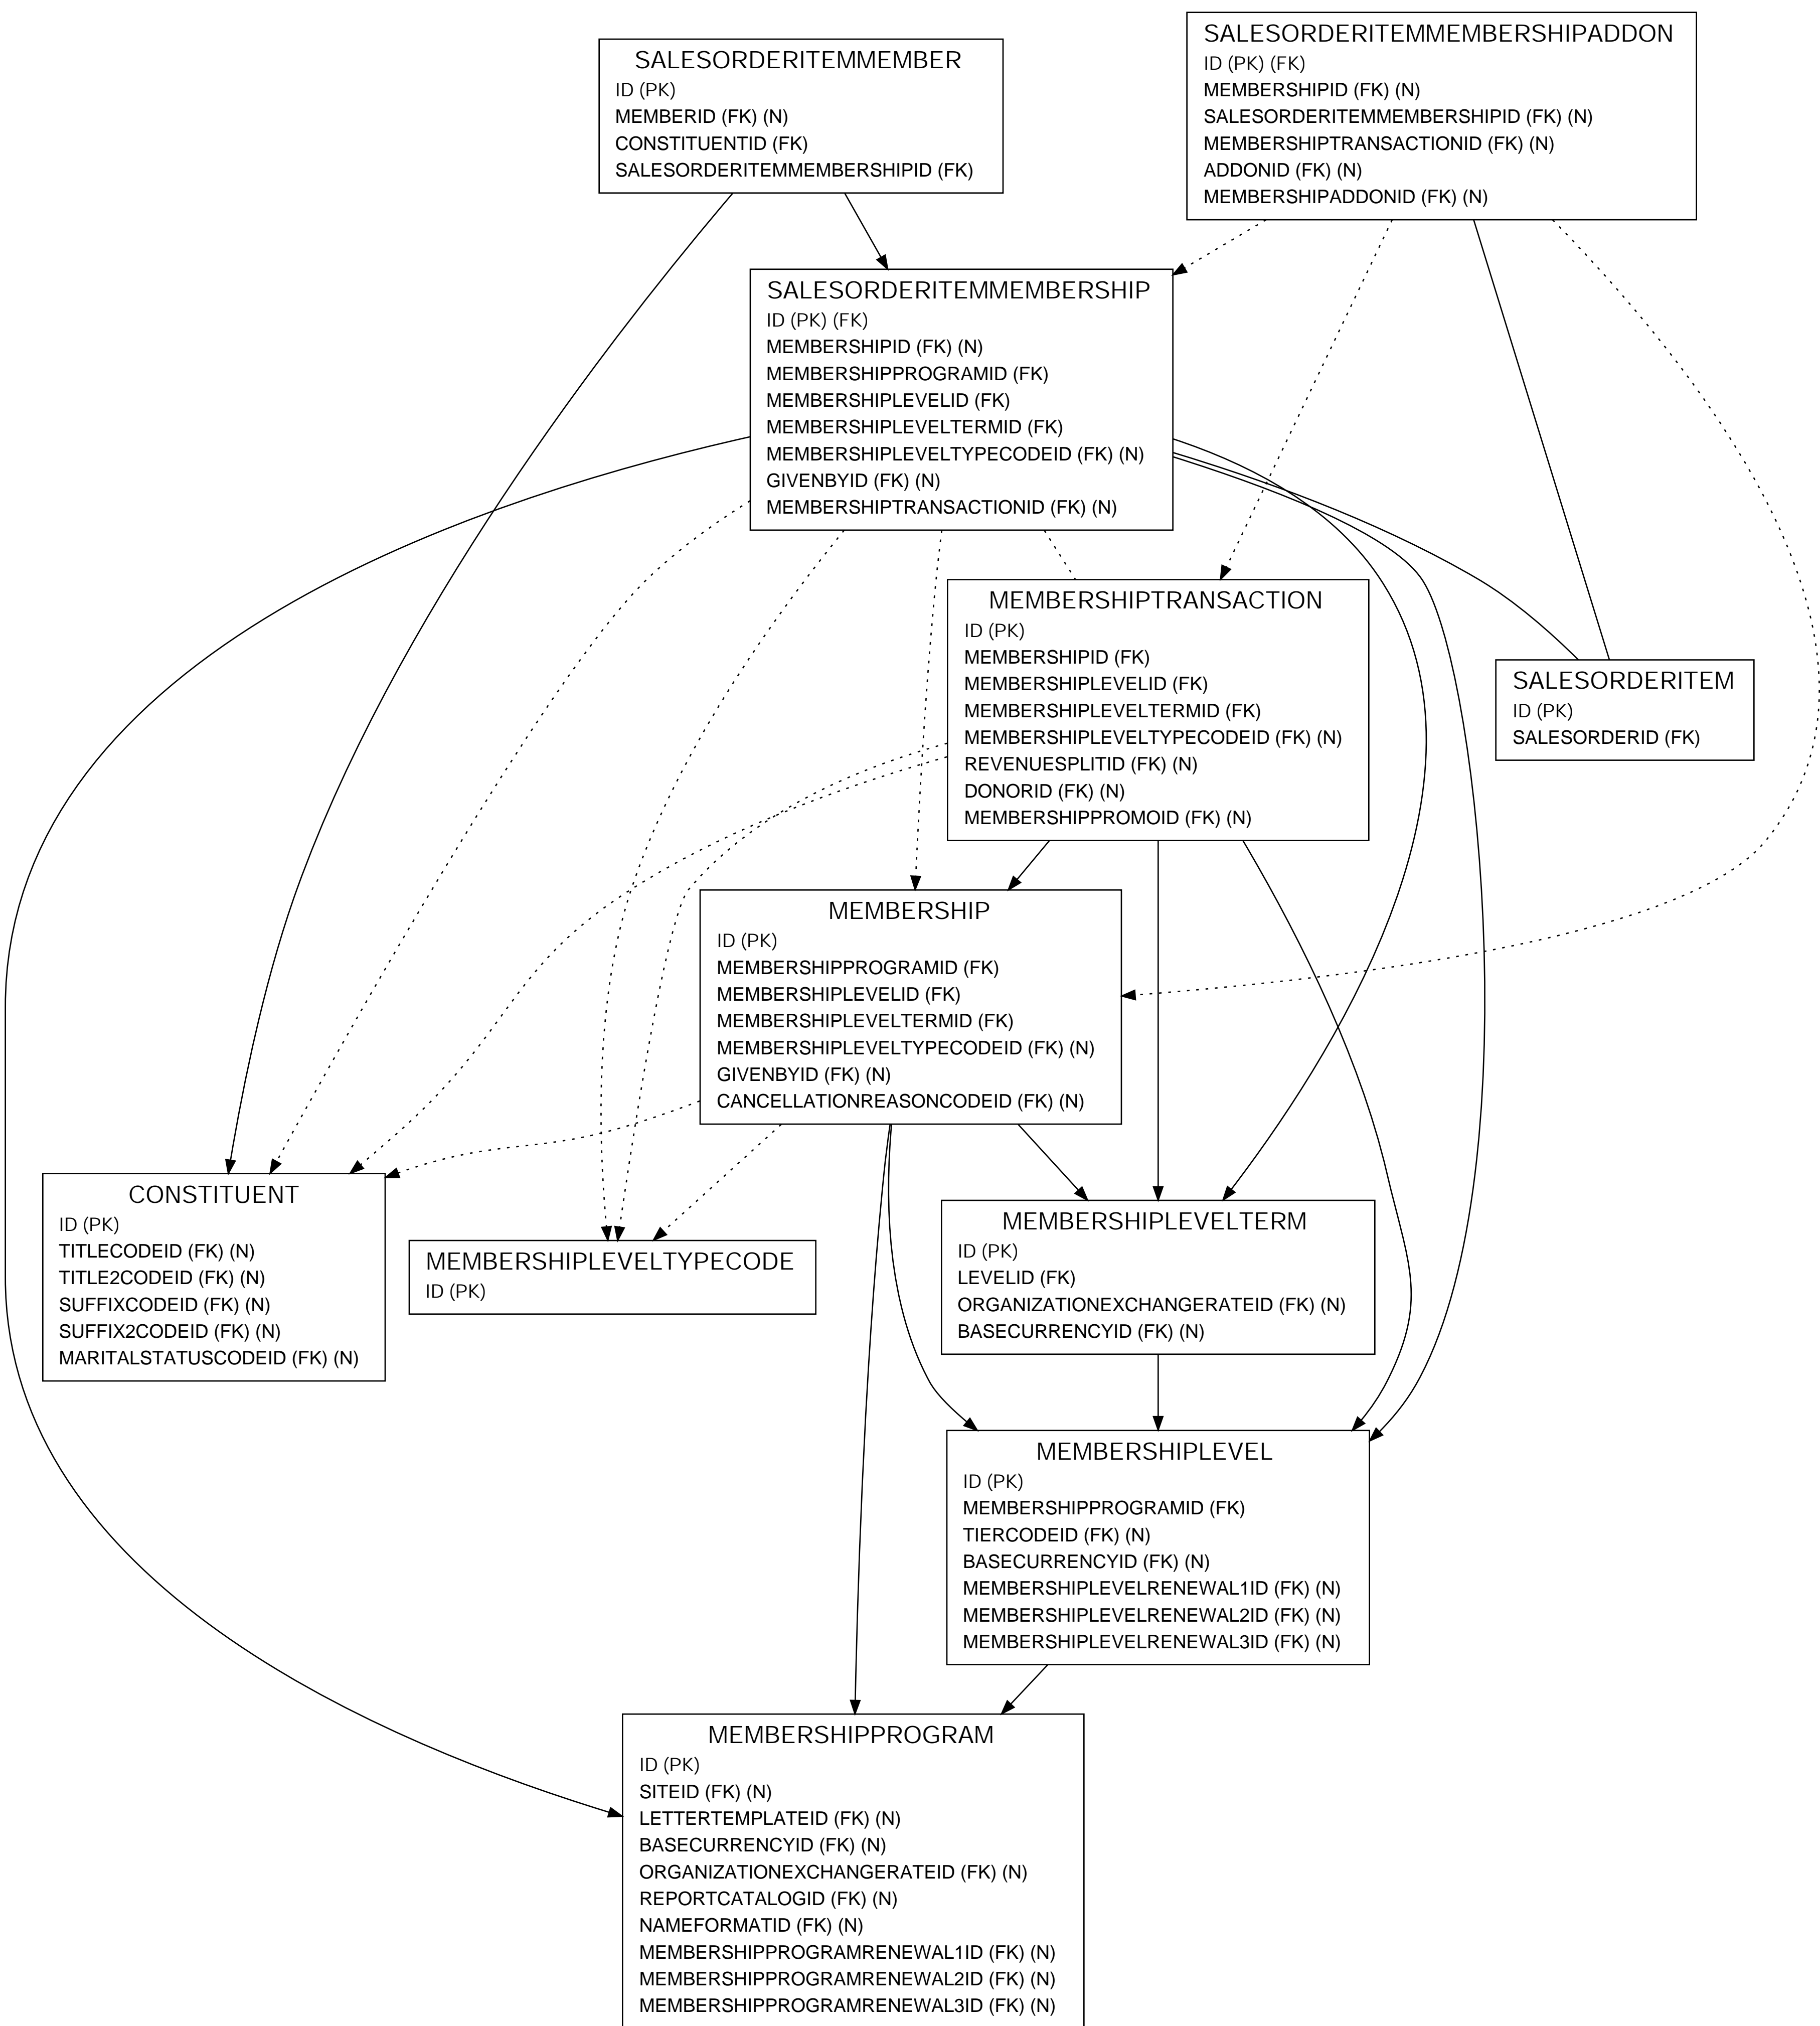 SALESORDERITEMMEMBER
ID (PK)
MEMBERID (FK) (N)
CONSTITUENTID (FK)
SALESORDERITEMMEMBERSHIPID (FK)
SALESORDERITEMMEMBERSHIPADDON
ID (PK) (FK)
MEMBERSHIPID (FK) (N)
SALESORDERITEMMEMBERSHIPID (FK) (N)
MEMBERSHIPTRANSACTIONID (FK) (N)
ADDONID (FK) (N)
MEMBERSHIPADDONID (FK) (N)
SALESORDERITEMMEMBERSHIP
ID (PK) (FK)
MEMBERSHIPID (FK) (N)
MEMBERSHIPPROGRAMID (FK)
MEMBERSHIPLEVELID (FK)
MEMBERSHIPLEVELTERMID (FK)
MEMBERSHIPLEVELTYPECODEID (FK) (N)
GIVENBYID (FK) (N)
MEMBERSHIPTRANSACTIONID (FK) (N)
MEMBERSHIPTRANSACTION
ID (PK)
MEMBERSHIPID (FK)
MEMBERSHIPLEVELID (FK)
MEMBERSHIPLEVELTERMID (FK)
MEMBERSHIPLEVELTYPECODEID (FK) (N)
REVENUESPLITID (FK) (N)
DONORID (FK) (N)
MEMBERSHIPPROMOID (FK) (N)
SALESORDERITEM
ID (PK)
SALESORDERID (FK)
MEMBERSHIP
ID (PK)
MEMBERSHIPPROGRAMID (FK)
MEMBERSHIPLEVELID (FK)
MEMBERSHIPLEVELTERMID (FK)
MEMBERSHIPLEVELTYPECODEID (FK) (N)
GIVENBYID (FK) (N)
CANCELLATIONREASONCODEID (FK) (N)
CONSTITUENT
ID (PK)
TITLECODEID (FK) (N)
TITLE2CODEID (FK) (N)
SUFFIXCODEID (FK) (N)
SUFFIX2CODEID (FK) (N)
MARITALSTATUSCODEID (FK) (N)
MEMBERSHIPLEVELTYPECODE
ID (PK)
MEMBERSHIPLEVELTERM
ID (PK)
LEVELID (FK)
ORGANIZATIONEXCHANGERATEID (FK) (N)
BASECURRENCYID (FK) (N)
MEMBERSHIPLEVEL
ID (PK)
MEMBERSHIPPROGRAMID (FK)
TIERCODEID (FK) (N)
BASECURRENCYID (FK) (N)
MEMBERSHIPLEVELRENEWAL1ID (FK) (N)
MEMBERSHIPLEVELRENEWAL2ID (FK) (N)
MEMBERSHIPLEVELRENEWAL3ID (FK) (N)
MEMBERSHIPPROGRAM
ID (PK)
SITEID (FK) (N)
LETTERTEMPLATEID (FK) (N)
BASECURRENCYID (FK) (N)
ORGANIZATIONEXCHANGERATEID (FK) (N)
REPORTCATALOGID (FK) (N)
NAMEFORMATID (FK) (N)
MEMBERSHIPPROGRAMRENEWAL1ID (FK) (N)
MEMBERSHIPPROGRAMRENEWAL2ID (FK) (N)
MEMBERSHIPPROGRAMRENEWAL3ID (FK) (N)